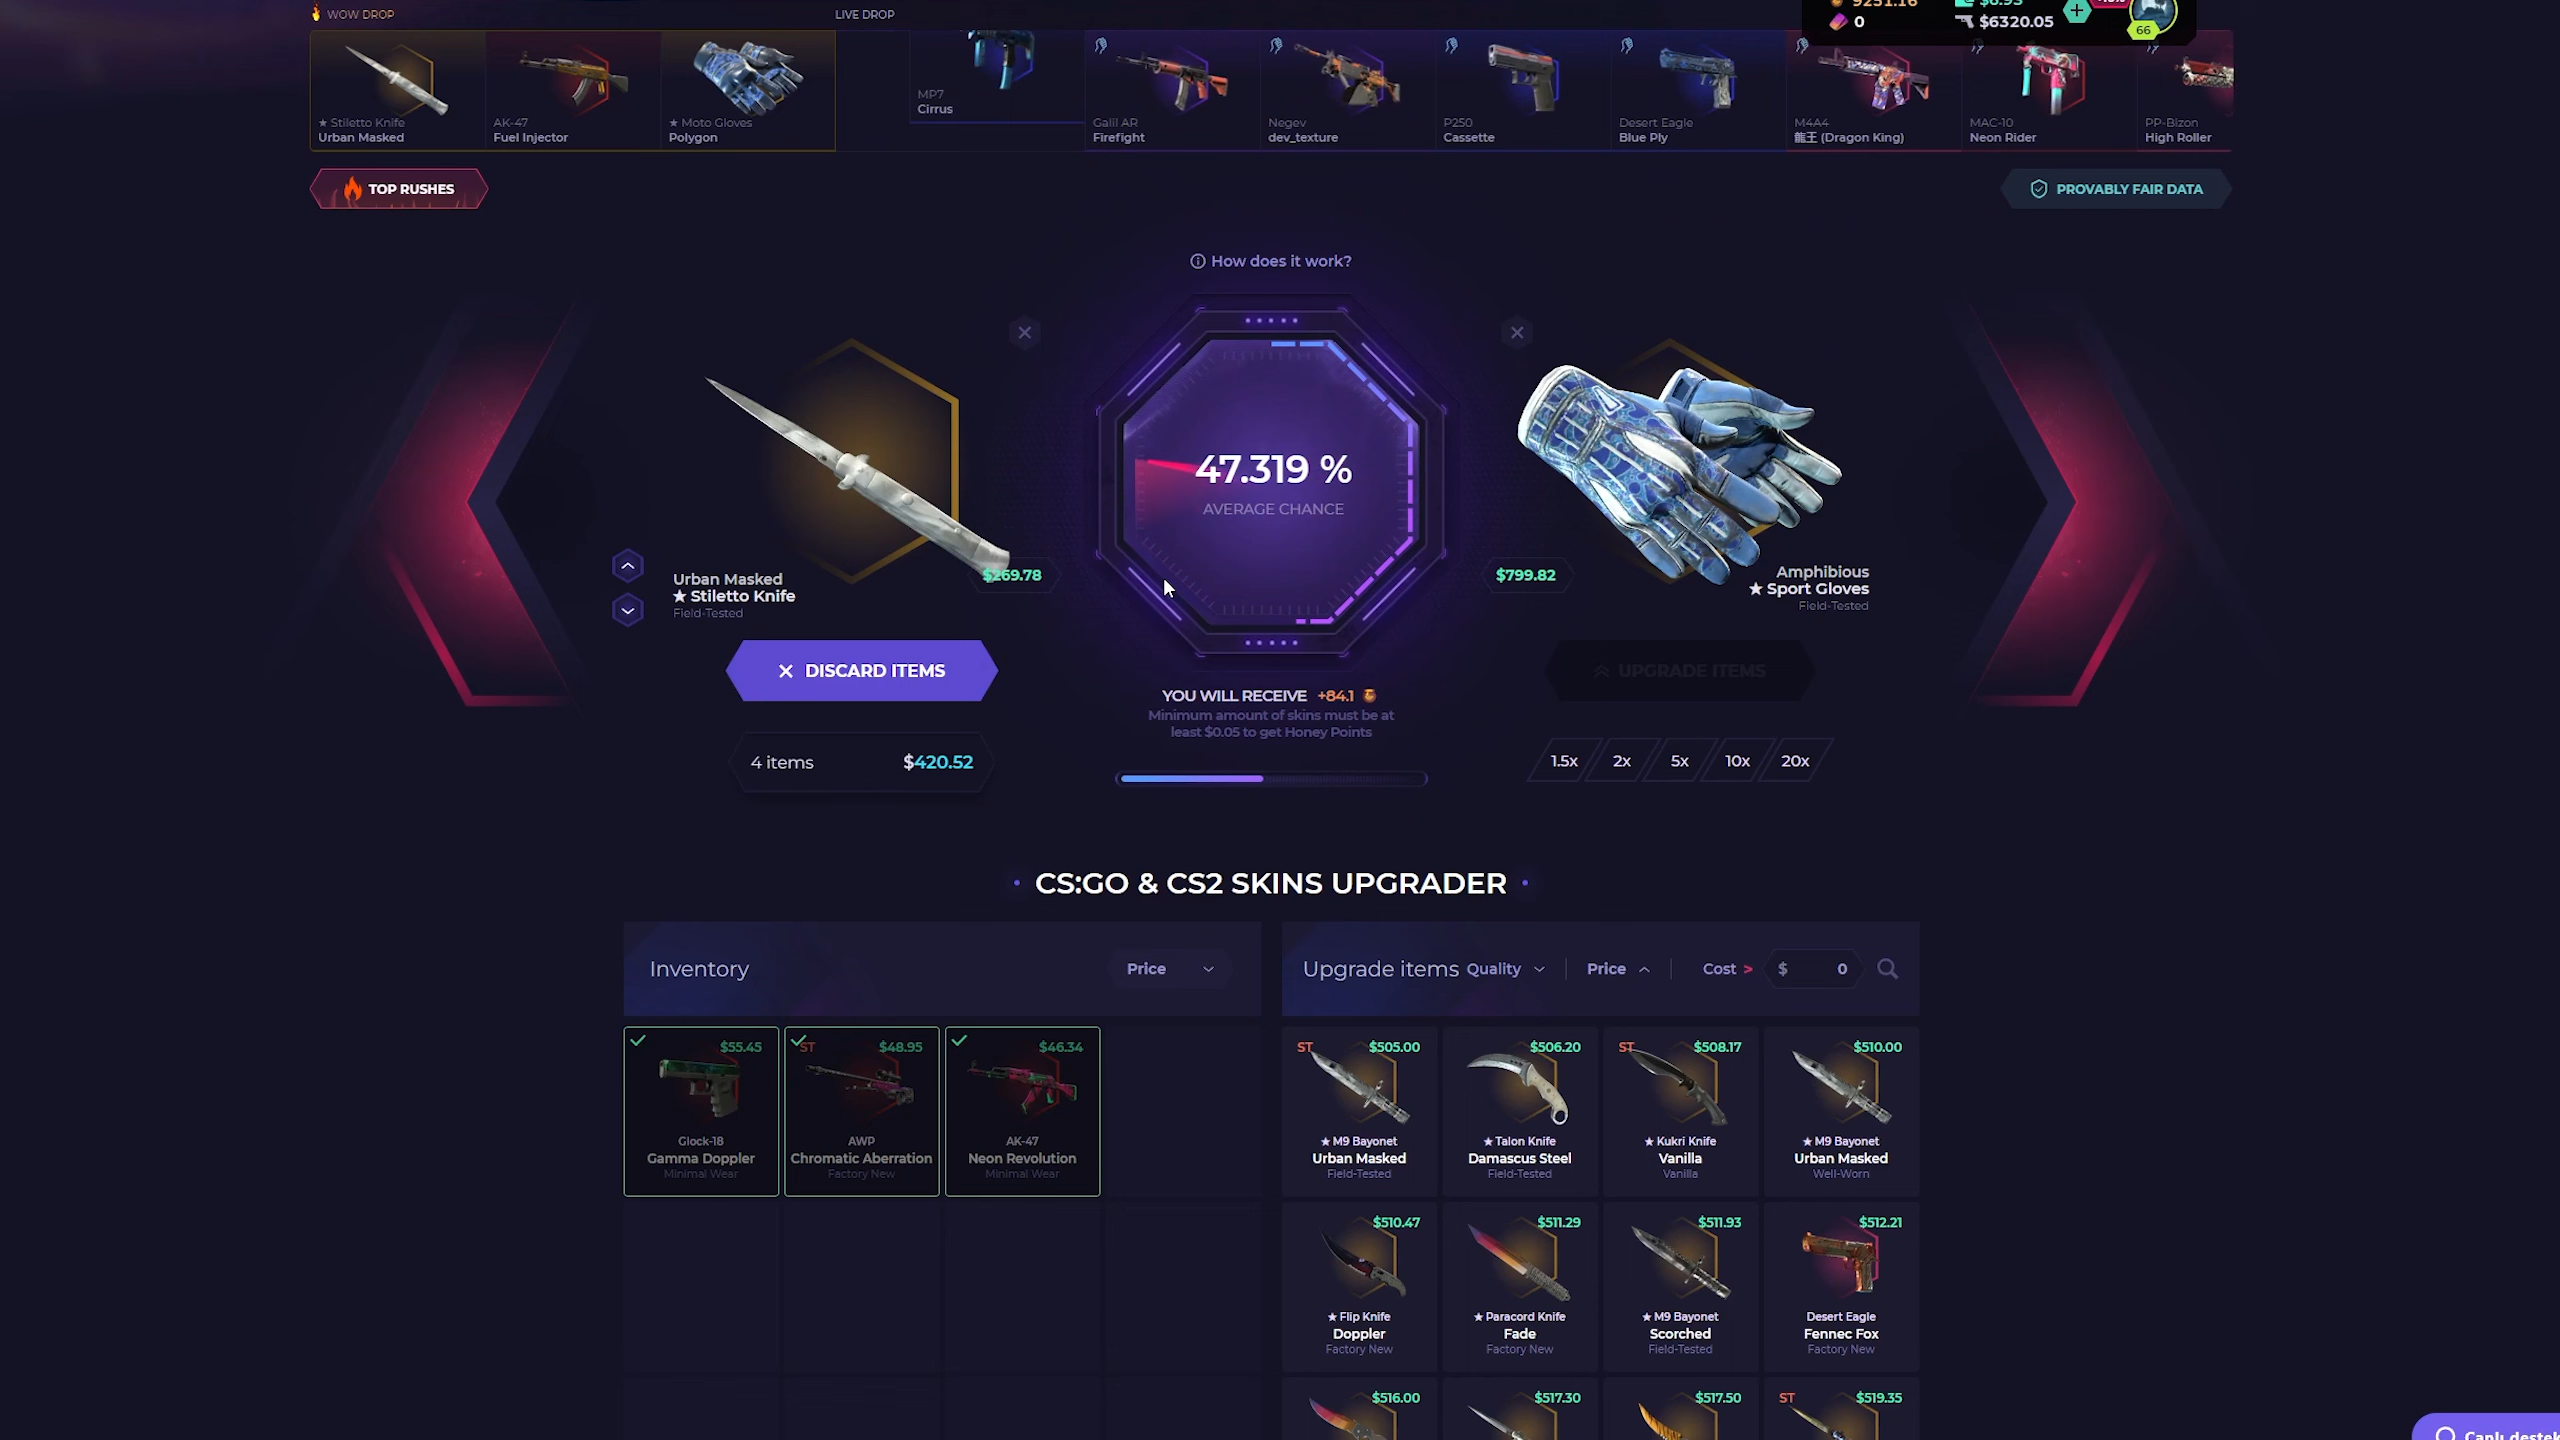 WOW DROP
LIVE DROP
9251.16
$6.93
0
$6320.05
66
★ Stiletto Knife
Urban Masked
AK-47
Fuel Injector
★ Moto Gloves
Polygon
MP7
Cirrus
Galil AR
Firefight
Negev
dev_texture
P250
Cassette
Desert Eagle
Blue Ply
M4A4
龍王 (Dragon King)
MAC-10
Neon Rider
PP-Bizon
High Roller
TOP RUSHES
PROVABLY FAIR DATA
How does it work?
47.319 %
AVERAGE CHANCE
$269.78
$799.82
Urban Masked
★ Stiletto Knife
Field-Tested
Amphibious
★ Sport Gloves
Field-Tested
DISCARD ITEMS
UPGRADE ITEMS
YOU WILL RECEIVE +84.1
Minimum amount of skins must be at
least $0.05 to get Honey Points
4 items $420.52
1.5x 2x 5x 10x 20x
CS:GO & CS2 SKINS UPGRADER
Inventory
Price
Upgrade items
Quality
Price
Cost >
$ 0
$55.45
Glock-18
Gamma Doppler
Minimal Wear
ST $48.95
AWP
Chromatic Aberration
Factory New
$46.34
AK-47
Neon Revolution
Minimal Wear
ST $505.00
★ M9 Bayonet
Urban Masked
Field-Tested
$506.20
★ Talon Knife
Damascus Steel
Field-Tested
ST $508.17
★ Kukri Knife
Vanilla
Vanilla
$510.00
★ M9 Bayonet
Urban Masked
Well-Worn
$510.47
★ Flip Knife
Doppler
Factory New
$511.29
★ Paracord Knife
Fade
Factory New
$511.93
★ M9 Bayonet
Scorched
Field-Tested
$512.21
Desert Eagle
Fennec Fox
Factory New
$516.00
$517.30
$517.50
ST $519.35
Canlı destek